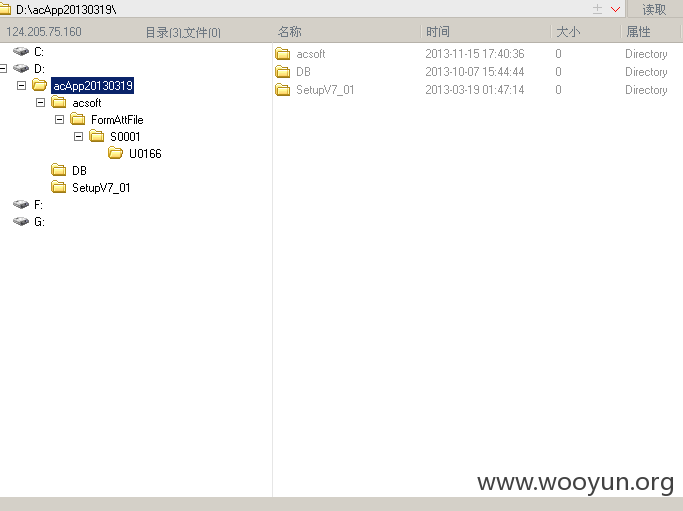 D:\acApp20130319\ 读取
124.205.75.160 目录(3),文件(0) 名称 时间 大小 属性
C:
D:
acApp20130319
acsoft
FormAttFile
S0001
U0166
DB
SetupV7_01
F:
G:
acsoft 2013-11-15 17:40:36 0 Directory
DB 2013-10-07 15:44:44 0 Directory
SetupV7_01 2013-03-19 01:47:14 0 Directory
www.wooyun.org